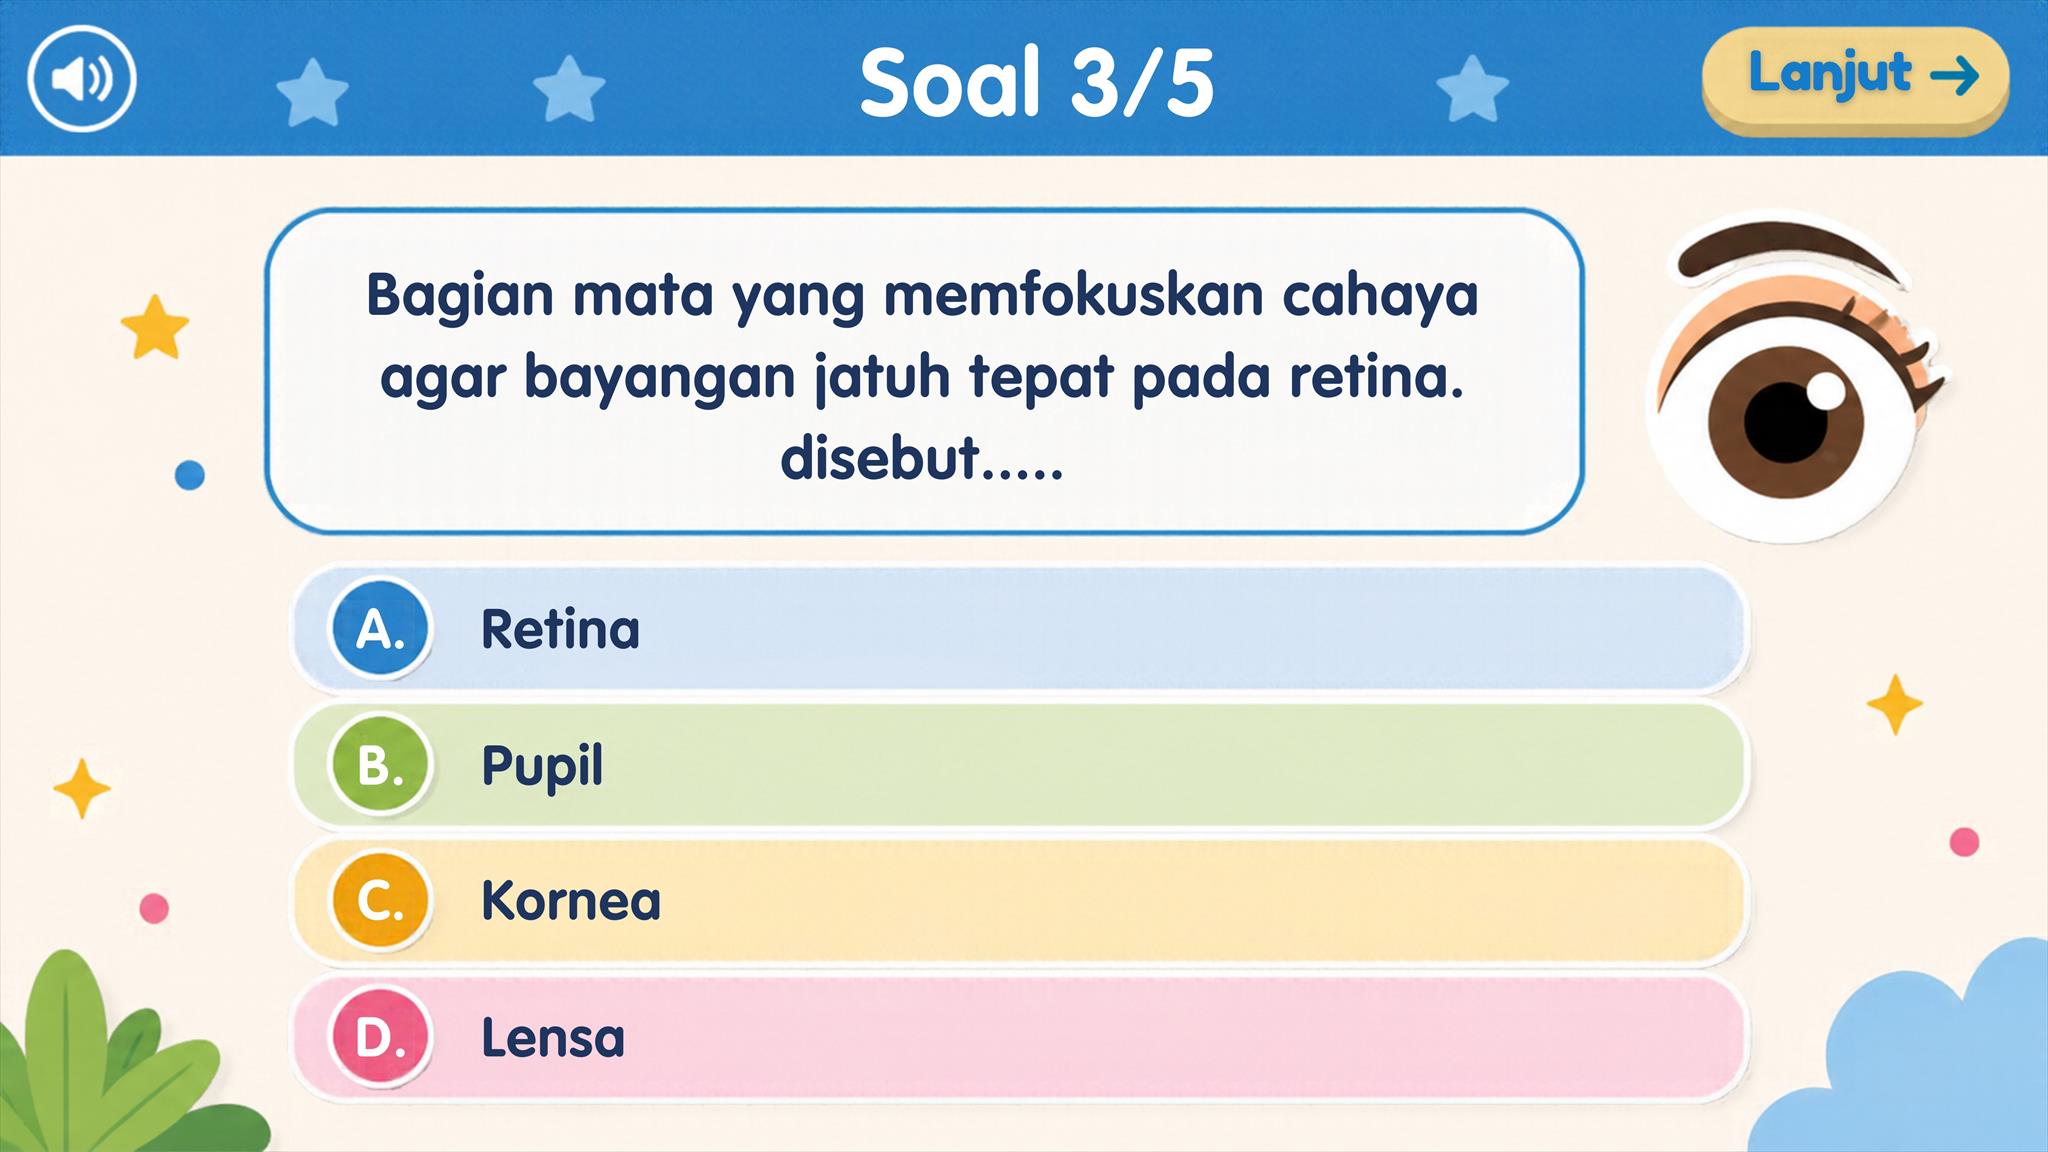 Soal 3/5
Lanjut →
Bagian mata yang memfokuskan cahaya
agar bayangan jatuh tepat pada retina.
disebut.....
A. Retina
B. Pupil
C. Kornea
D. Lensa